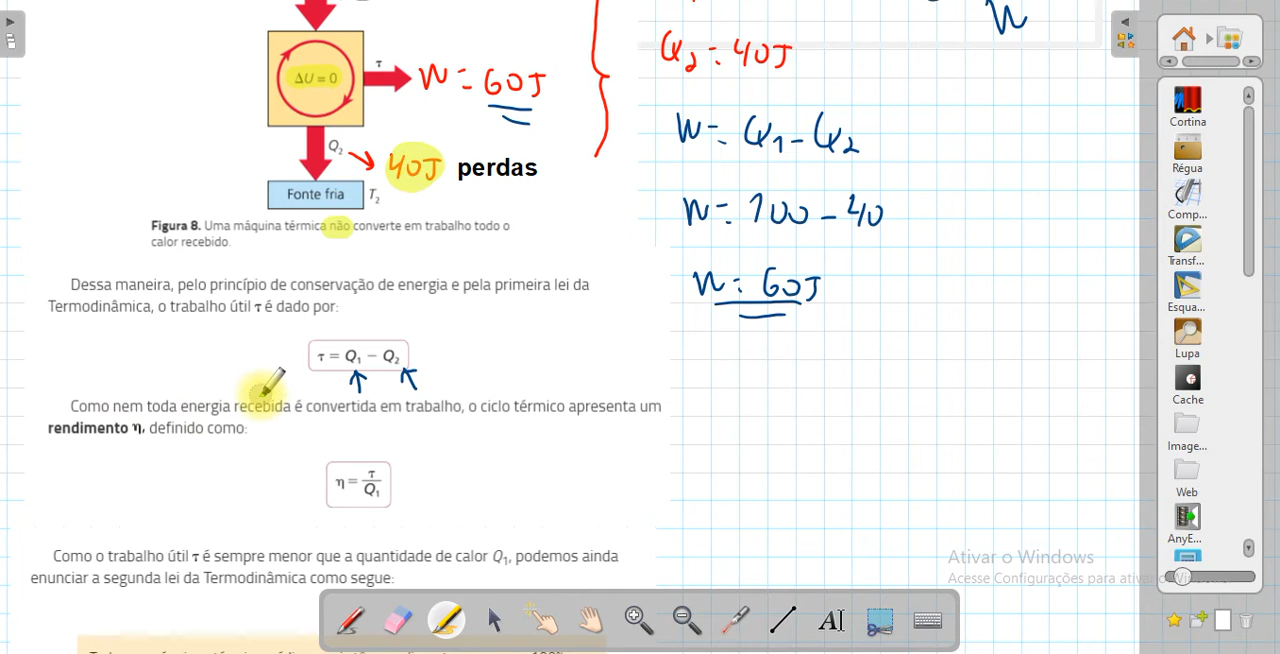 ΔU = 0
τ
W = 60J
Q₂
40J perdas
Fonte fria T₂
Figura 8. Uma máquina térmica não converte em trabalho todo o
calor recebido.
Dessa maneira, pelo princípio de conservação de energia e pela primeira lei da
Termodinâmica, o trabalho útil τ é dado por:
τ = Q₁ − Q₂
Como nem toda energia recebida é convertida em trabalho, o ciclo térmico apresenta um
rendimento η, definido como:
η = τ/Q₁
Como o trabalho útil τ é sempre menor que a quantidade de calor Q₁, podemos ainda
enunciar a segunda lei da Termodinâmica como segue:
Q₂ = 40J
W = Q₁ - Q₂
W = 100 - 40
W = 60J
Ativar o Windows
Acesse Configurações para ativar o Windows.
Cortina
Régua
Comp...
Transf...
Esqua...
Lupa
Cache
Image...
Web
AnyE...
A